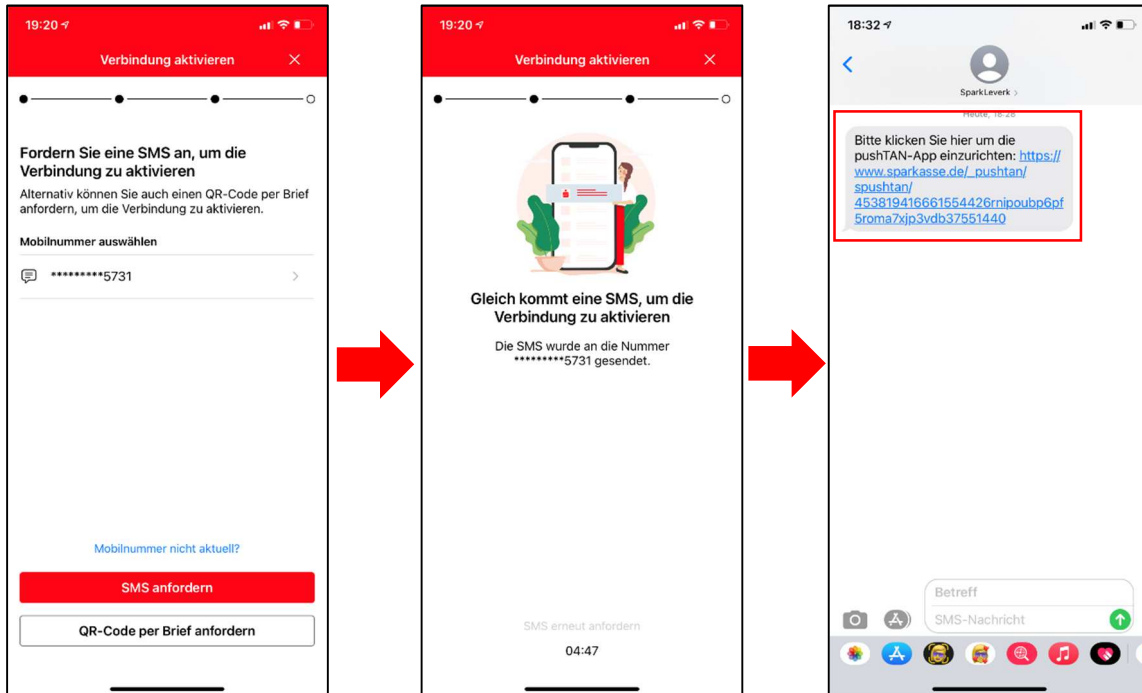 19:20
Verbindung aktivieren
Fordern Sie eine SMS an, um die
Verbindung zu aktivieren
Alternativ können Sie auch einen QR-Code per Brief
anfordern, um die Verbindung zu aktivieren.
Mobilnummer auswählen
*********5731
Mobilnummer nicht aktuell?
SMS anfordern
QR-Code per Brief anfordern
19:20
Verbindung aktivieren
Gleich kommt eine SMS, um die
Verbindung zu aktivieren
Die SMS wurde an die Nummer
*********5731 gesendet.
SMS erneut anfordern
04:47
18:32
SparkLeverk
Heute, 18:28
Bitte klicken Sie hier um die
pushTAN-App einzurichten: https://
www.sparkasse.de/_pushtan/
spushtan/
453819416661554426rnipoubp6pf
5roma7xjp3vdb37551440
Betreff
SMS-Nachricht